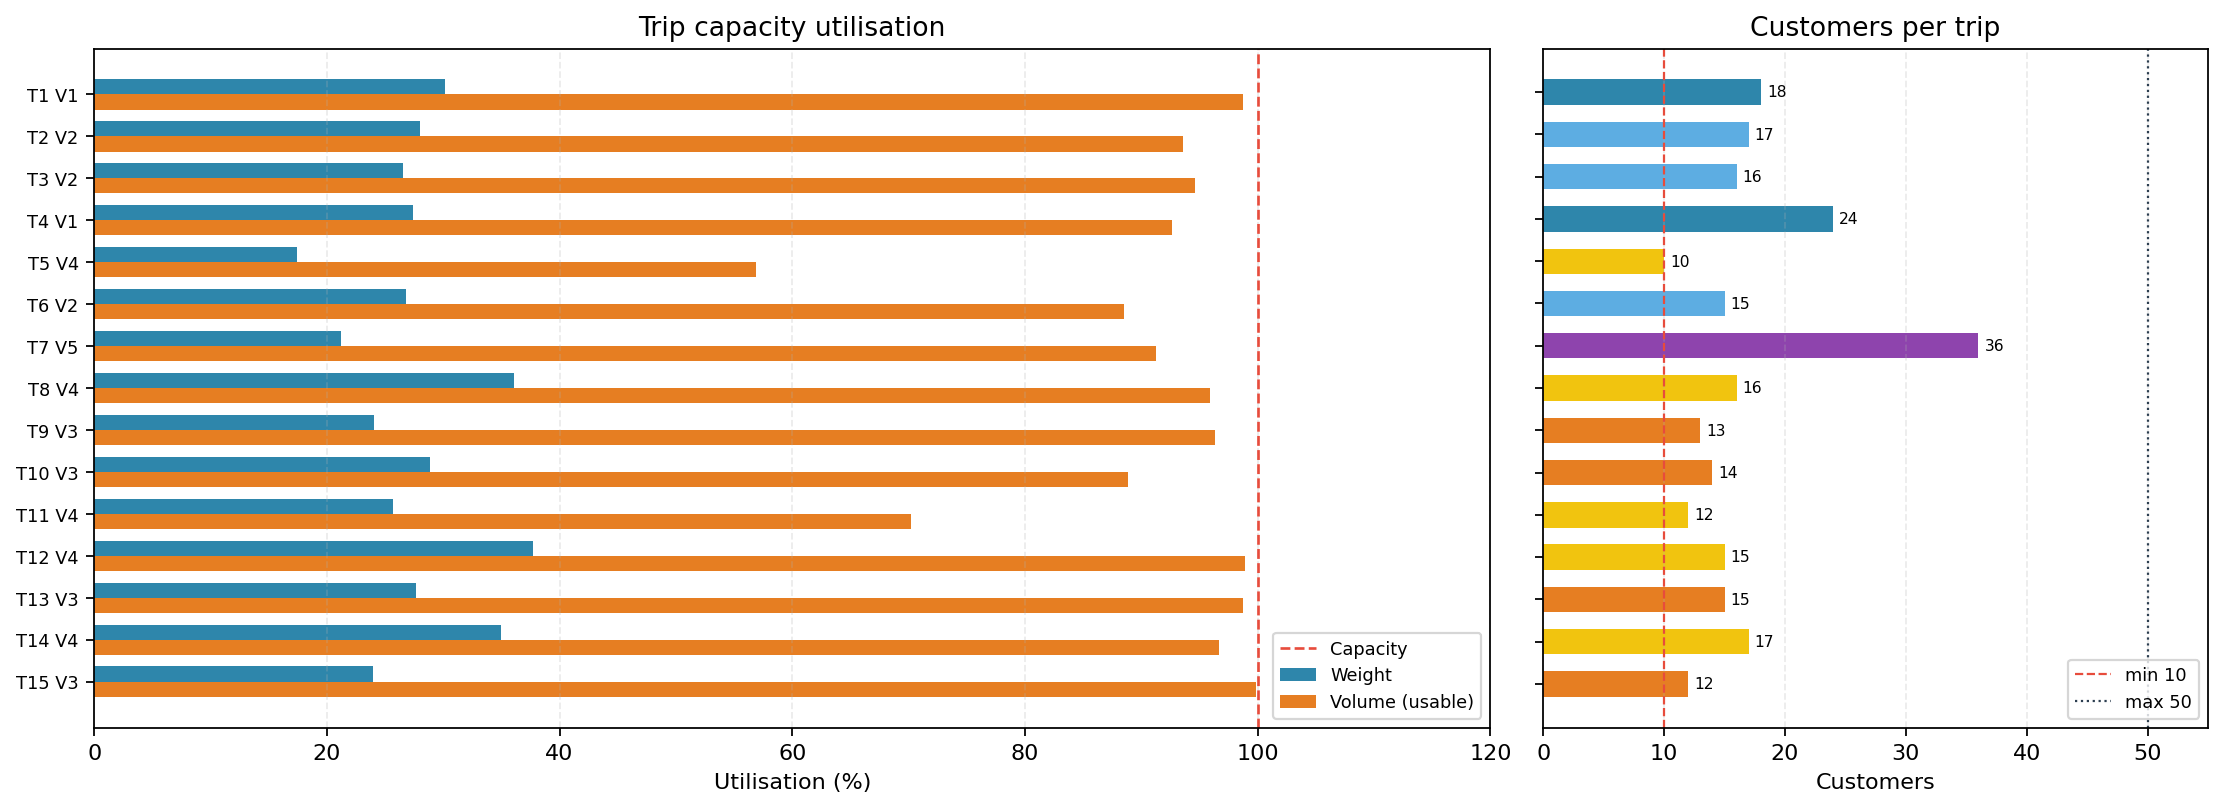 Trip capacity utilisation
T1 V1
T2 V2
T3 V2
T4 V1
T5 V4
T6 V2
T7 V5
T8 V4
T9 V3
T10 V3
T11 V4
T12 V4
T13 V3
T14 V4
T15 V3
Capacity
Weight
Volume (usable)
0 20 40 60 80 100 120
Utilisation (%)
Customers per trip
18
17
16
24
10
15
36
16
13
14
12
15
15
17
12
min 10
max 50
0 10 20 30 40 50
Customers